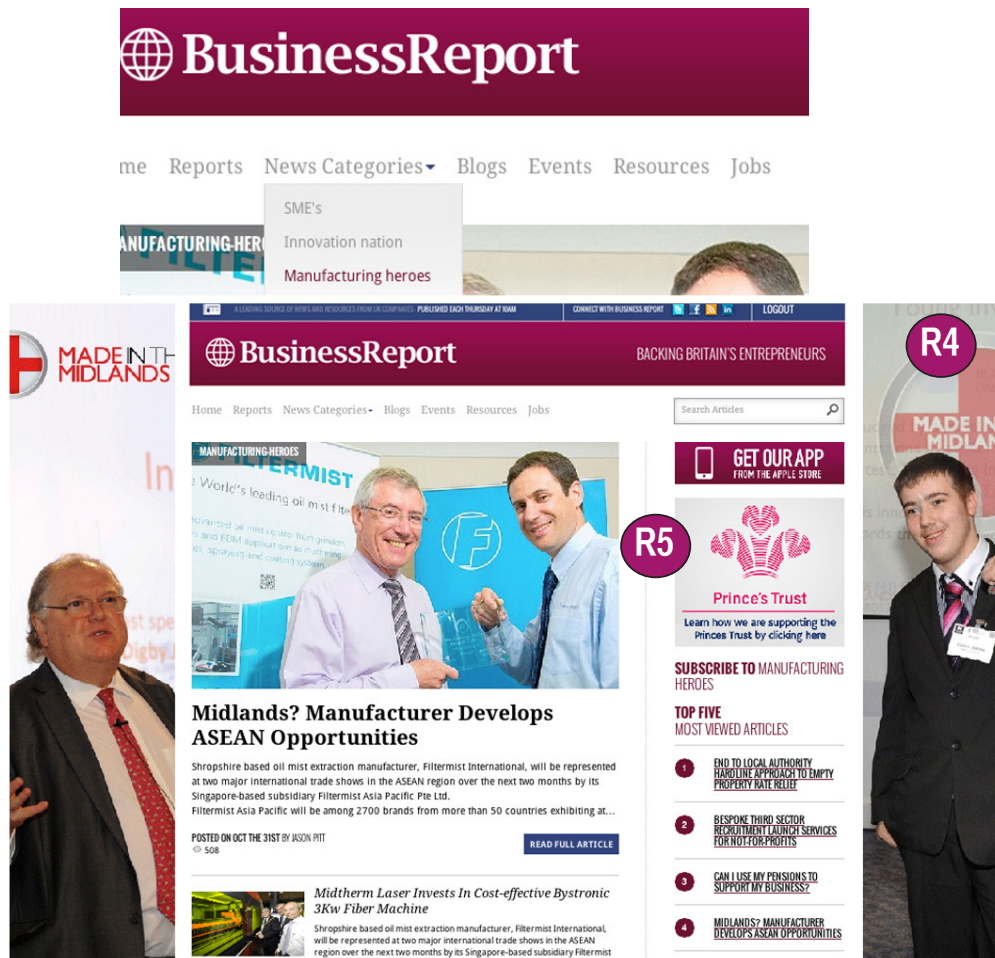 BusinessReport
me Reports News Categories Blogs Events Resources Jobs
SME's
Innovation nation
Manufacturing heroes
ANUFACTURING-HER
A LEADING SOURCE OF NEWS AND RESOURCES FROM UK COMPANIES- PUBLISHED EACH THURSDAY AT 10AM
CONNECT WITH BUSINESS REPORT
LOGOUT
BusinessReport
BACKING BRITAIN'S ENTREPRENEURS
Home Reports News Categories Blogs Events Resources Jobs
Search Articles
MADE IN TH
MIDLANDS
In
R4
MADE IN
MIDLAN
MANUFACTURING-HEROES
FILTERMIST
World's leading oil mist filte
R5
GET OUR APP
FROM THE APPLE STORE
Prince's Trust
Learn how we are supporting the
Princes Trust by clicking here
SUBSCRIBE TO MANUFACTURING
HEROES
TOP FIVE
MOST VIEWED ARTICLES
1 END TO LOCAL AUTHORITY
HARDLINE APPROACH TO EMPTY
PROPERTY RATE RELIEF
2 BESPOKE THIRD SECTOR
RECRUITMENT LAUNCH SERVICES
FOR NOT-FOR-PROFITS
3 CAN I USE MY PENSIONS TO
SUPPORT MY BUSINESS?
4 MIDLANDS? MANUFACTURER
DEVELOPS ASEAN OPPORTUNITIES
Midlands? Manufacturer Develops
ASEAN Opportunities
Shropshire based oil mist extraction manufacturer, Filtermist International, will be represented
at two major international trade shows in the ASEAN region over the next two months by its
Singapore-based subsidiary Filtermist Asia Pacific Pte Ltd.
Filtermist Asia Pacific will be among 2700 brands from more than 50 countries exhibiting at...
POSTED ON OCT THE 31ST BY JASON PITT
508
READ FULL ARTICLE
Midtherm Laser Invests In Cost-effective Bystronic
3Kw Fiber Machine
Shropshire based oil mist extraction manufacturer, Filtermist International,
will be represented at two major international trade shows in the ASEAN
region over the next two months by its Singapore-based subsidiary Filtermist